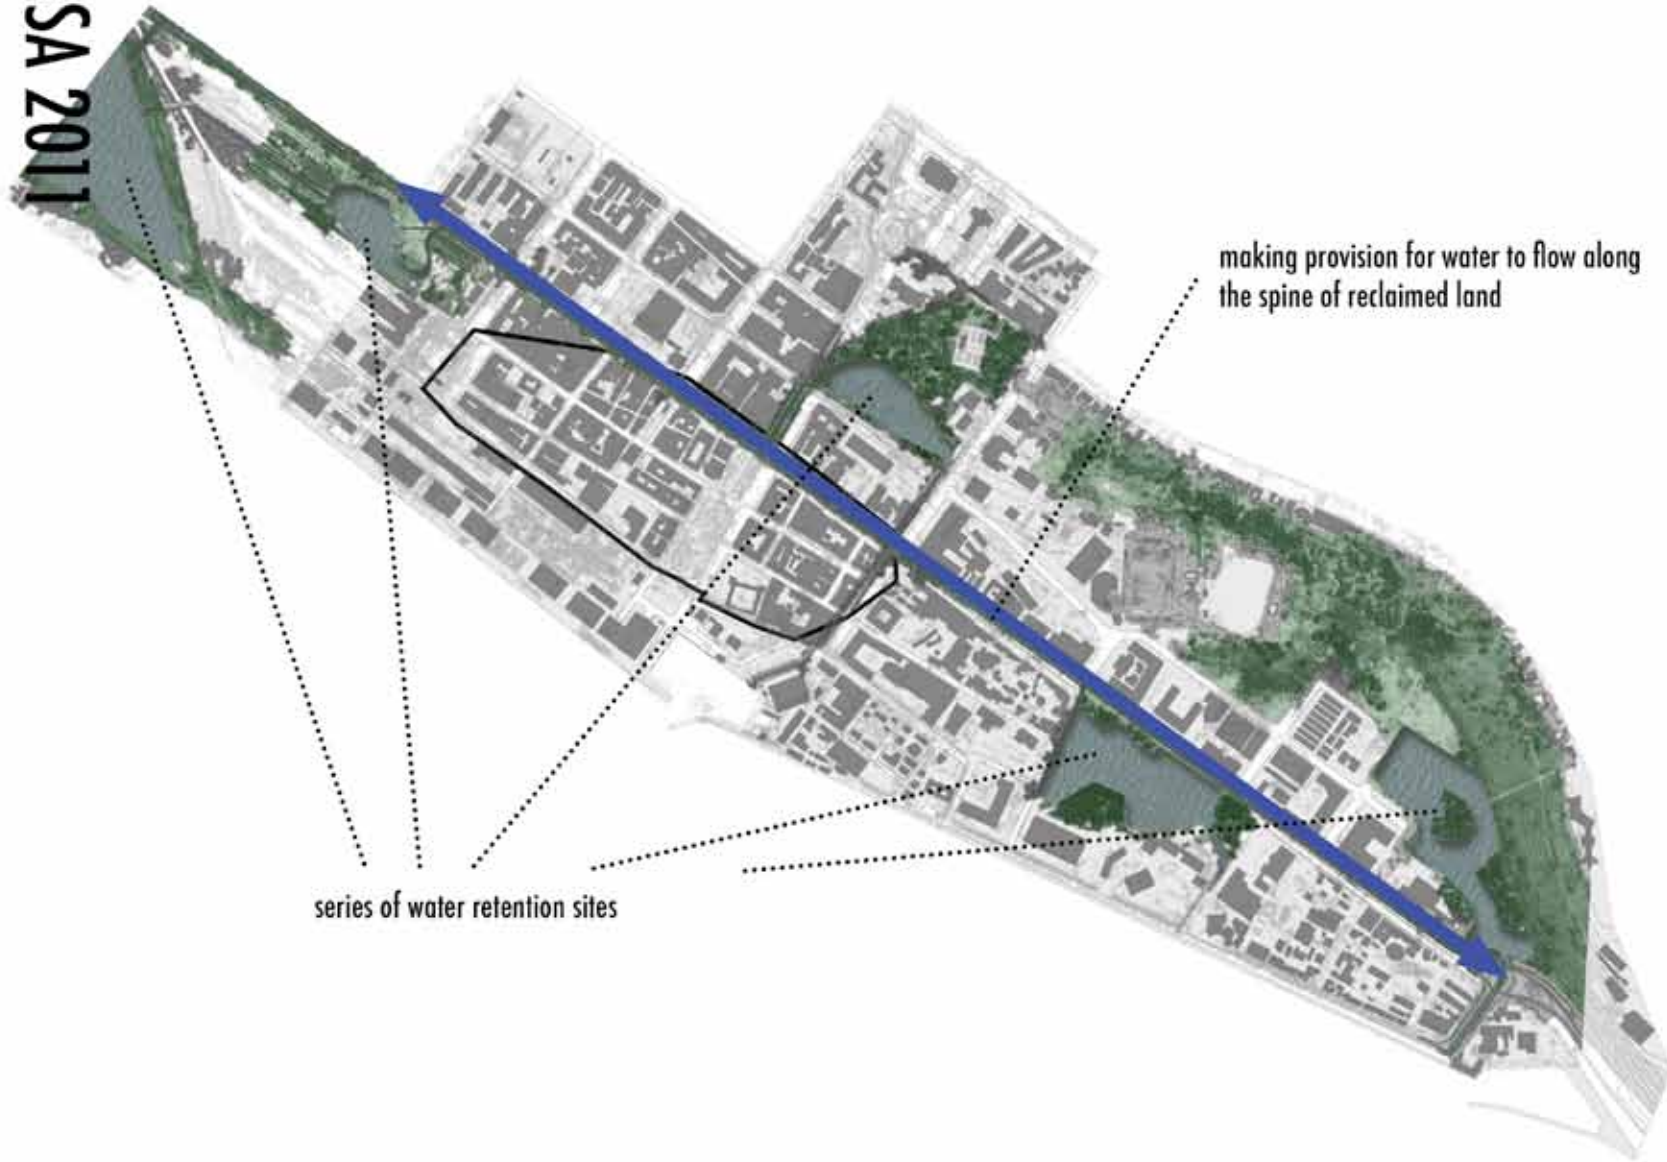 SA 2011
making provision for water to flow along
the spine of reclaimed land
series of water retention sites